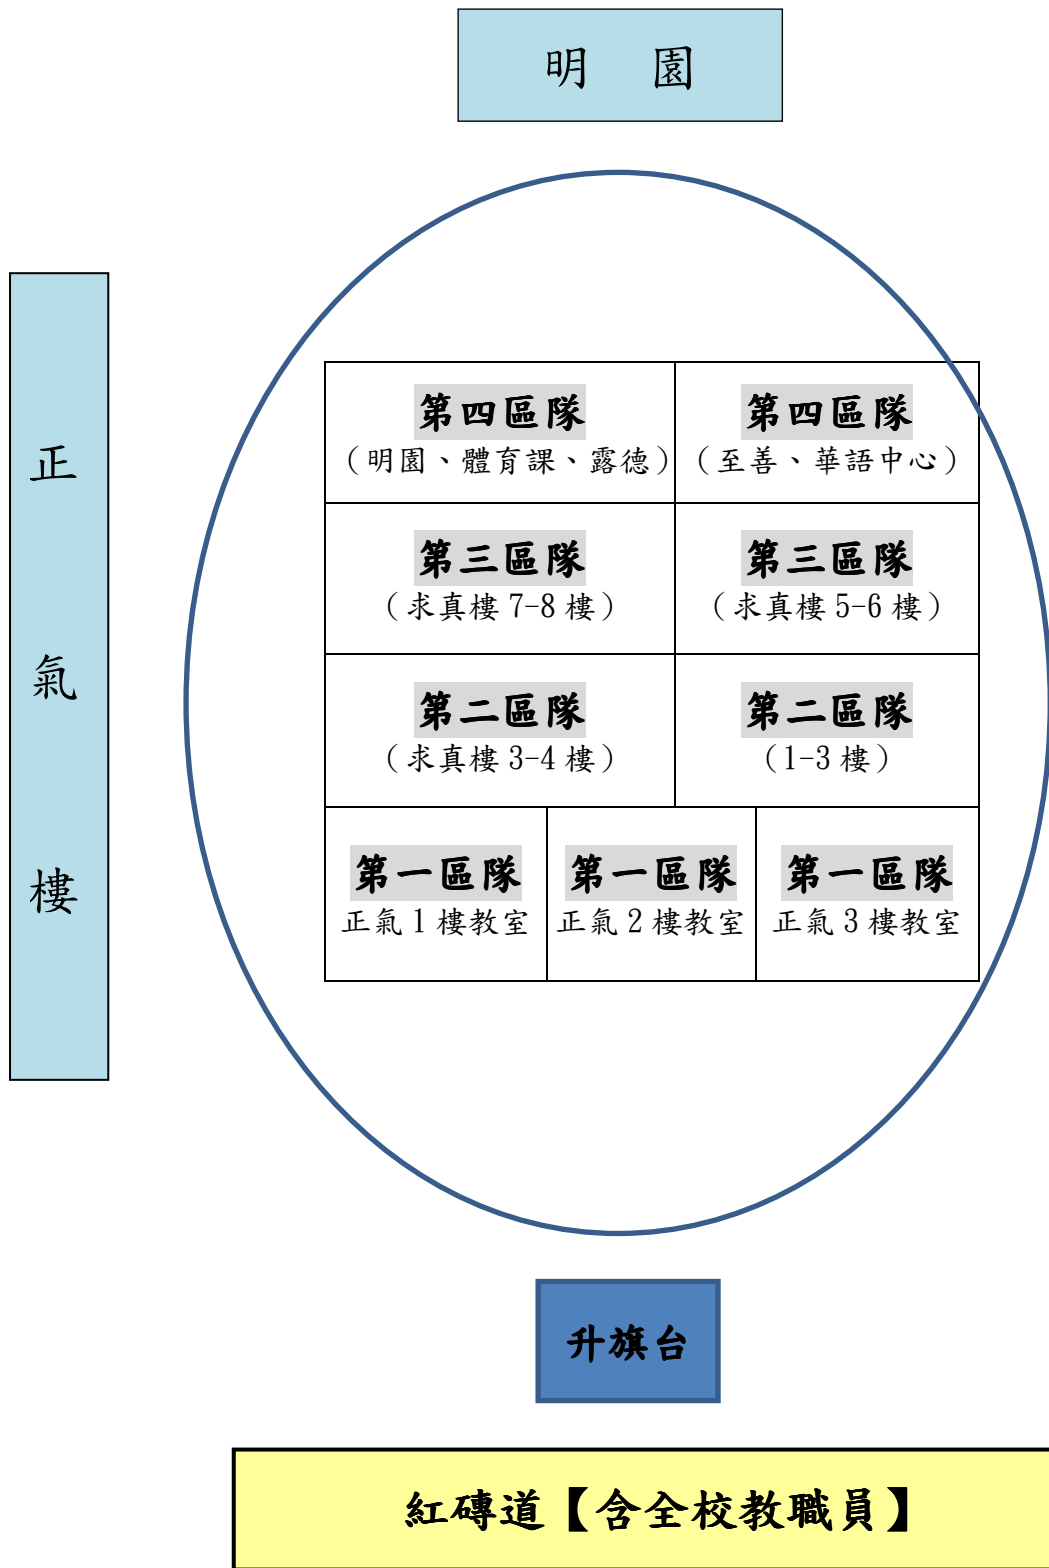 明 園
正氣樓
第四區隊
（明園、體育課、露德）
第四區隊
（至善、華語中心）
第三區隊
（求真樓 7-8 樓）
第三區隊
（求真樓 5-6 樓）
第二區隊
（求真樓 3-4 樓）
第二區隊
（1-3 樓）
第一區隊
正氣 1 樓教室
第一區隊
正氣 2 樓教室
第一區隊
正氣 3 樓教室
升旗台
紅磚道【含全校教職員】